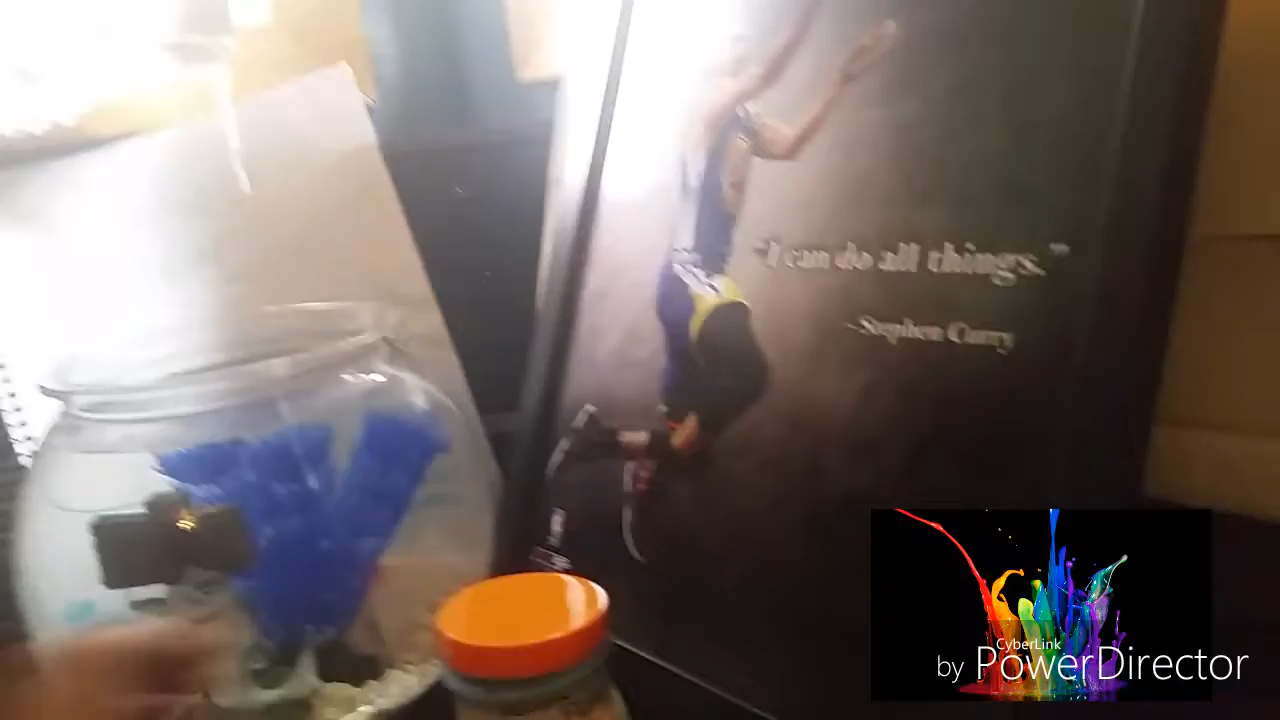 “I can do all things.”
-Stephen Curry
CyberLink
by PowerDirector